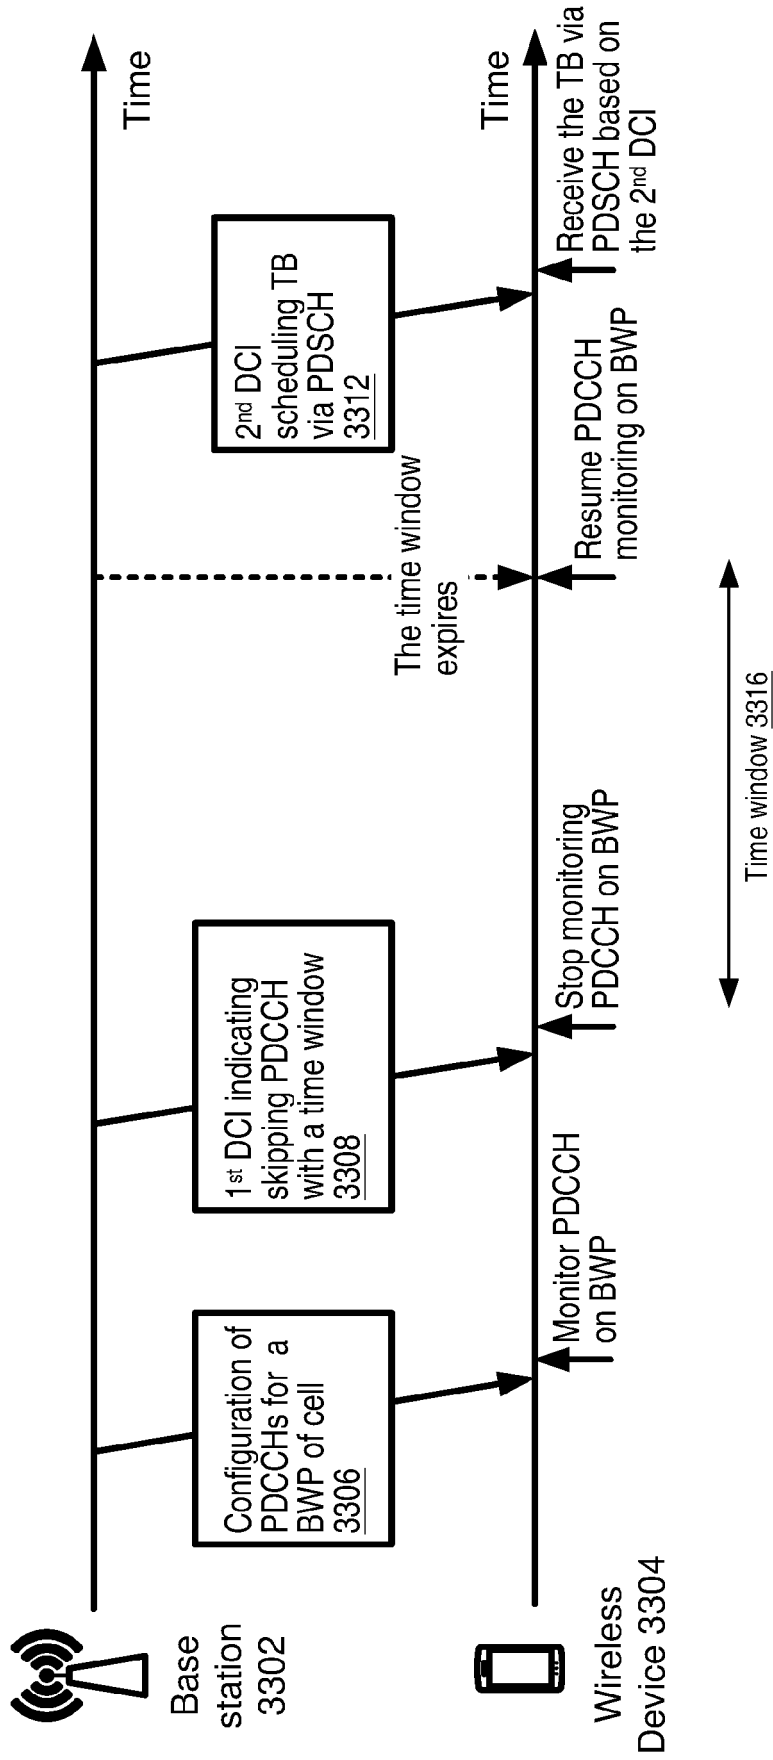 Base
station
3302
Time
Configuration of
PDCCHs for a
BWP of cell
3306
1st DCI indicating
skipping PDCCH
with a time window
3308
2nd DCI
scheduling TB
via PDSCH
3312
The time window
expires
Wireless
Device 3304
Time
Monitor PDCCH
on BWP
Stop monitoring
PDCCH on BWP
Resume PDCCH
monitoring on BWP
Receive the TB via
PDSCH based on
the 2nd DCI
Time window 3316